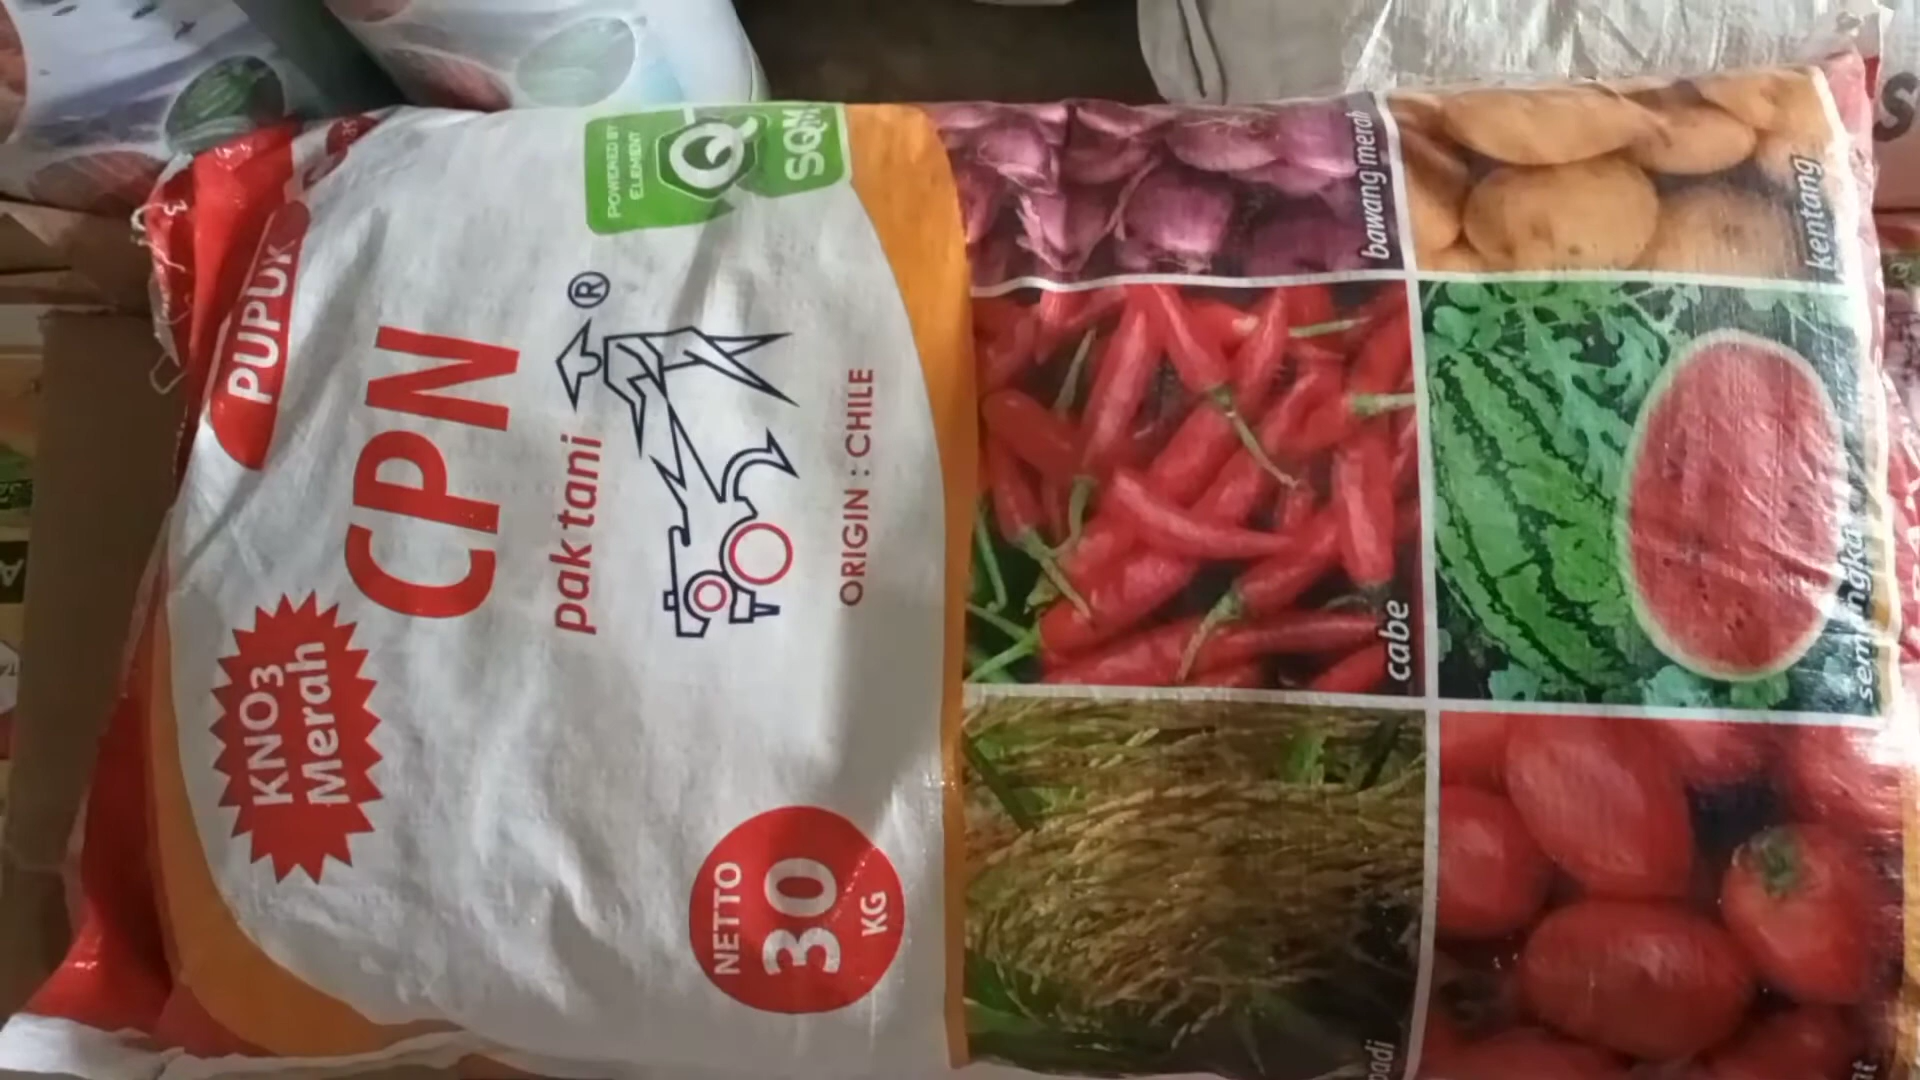 PUPUK
KNO3
Merah
CPN
pak tani ®
POWERED BY
ELEMENT
Q
SQM
ORIGIN : CHILE
NETTO
30
KG
bawang merah
cabe
padi
kentang
semangka